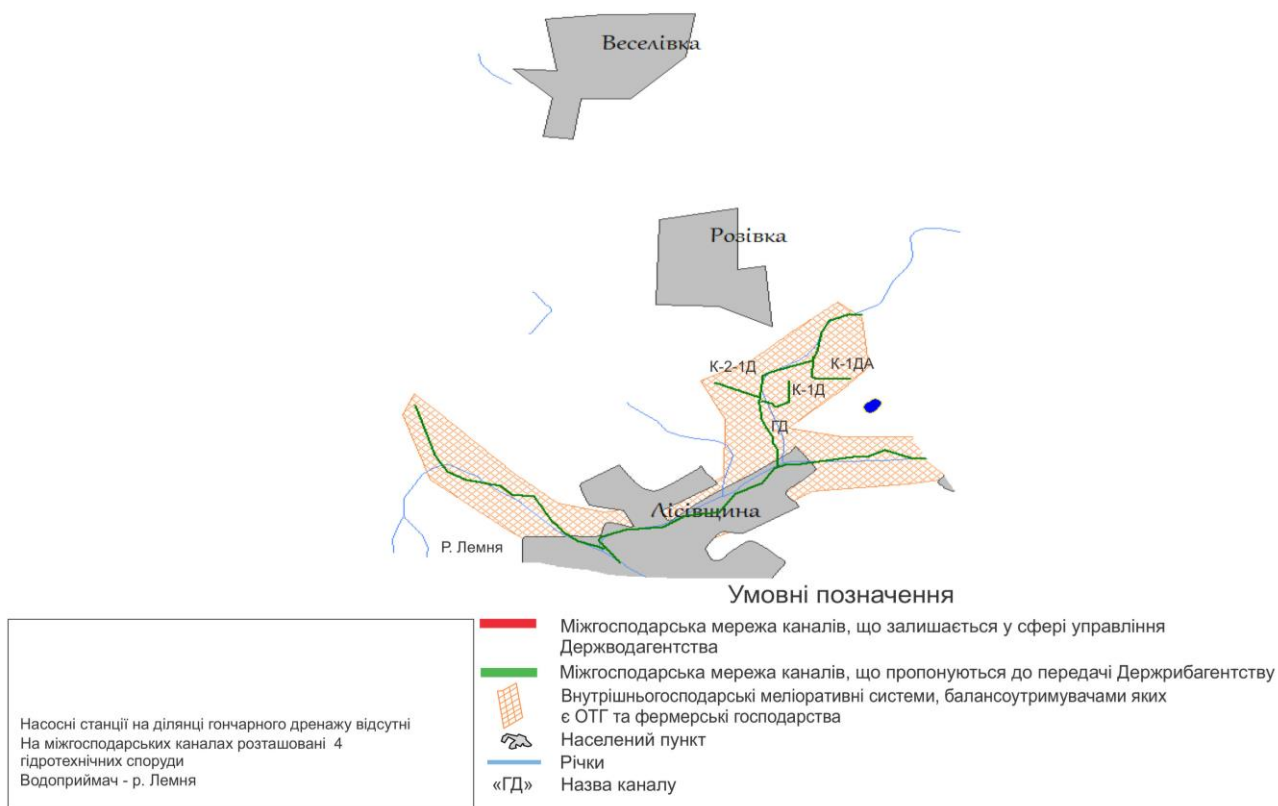 Веселівка
Розівка
К-2-1Д
К-1ДА
К-1Д
ГД
Лісівщина
Р. Лемня
Умовні позначення
Міжгосподарська мережа каналів, що залишається у сфері управління
Держводагентства
Міжгосподарська мережа каналів, що пропонуються до передачі Держрибагентству
Внутрішньогосподарські меліоративні системи, балансоутримувачами яких
є ОТГ та фермерські господарства
Населений пункт
Річки
«ГД» Назва каналу
Насосні станції на ділянці гончарного дренажу відсутні
На міжгосподарських каналах розташовані 4
гідротехнічних споруди
Водоприймач - р. Лемня